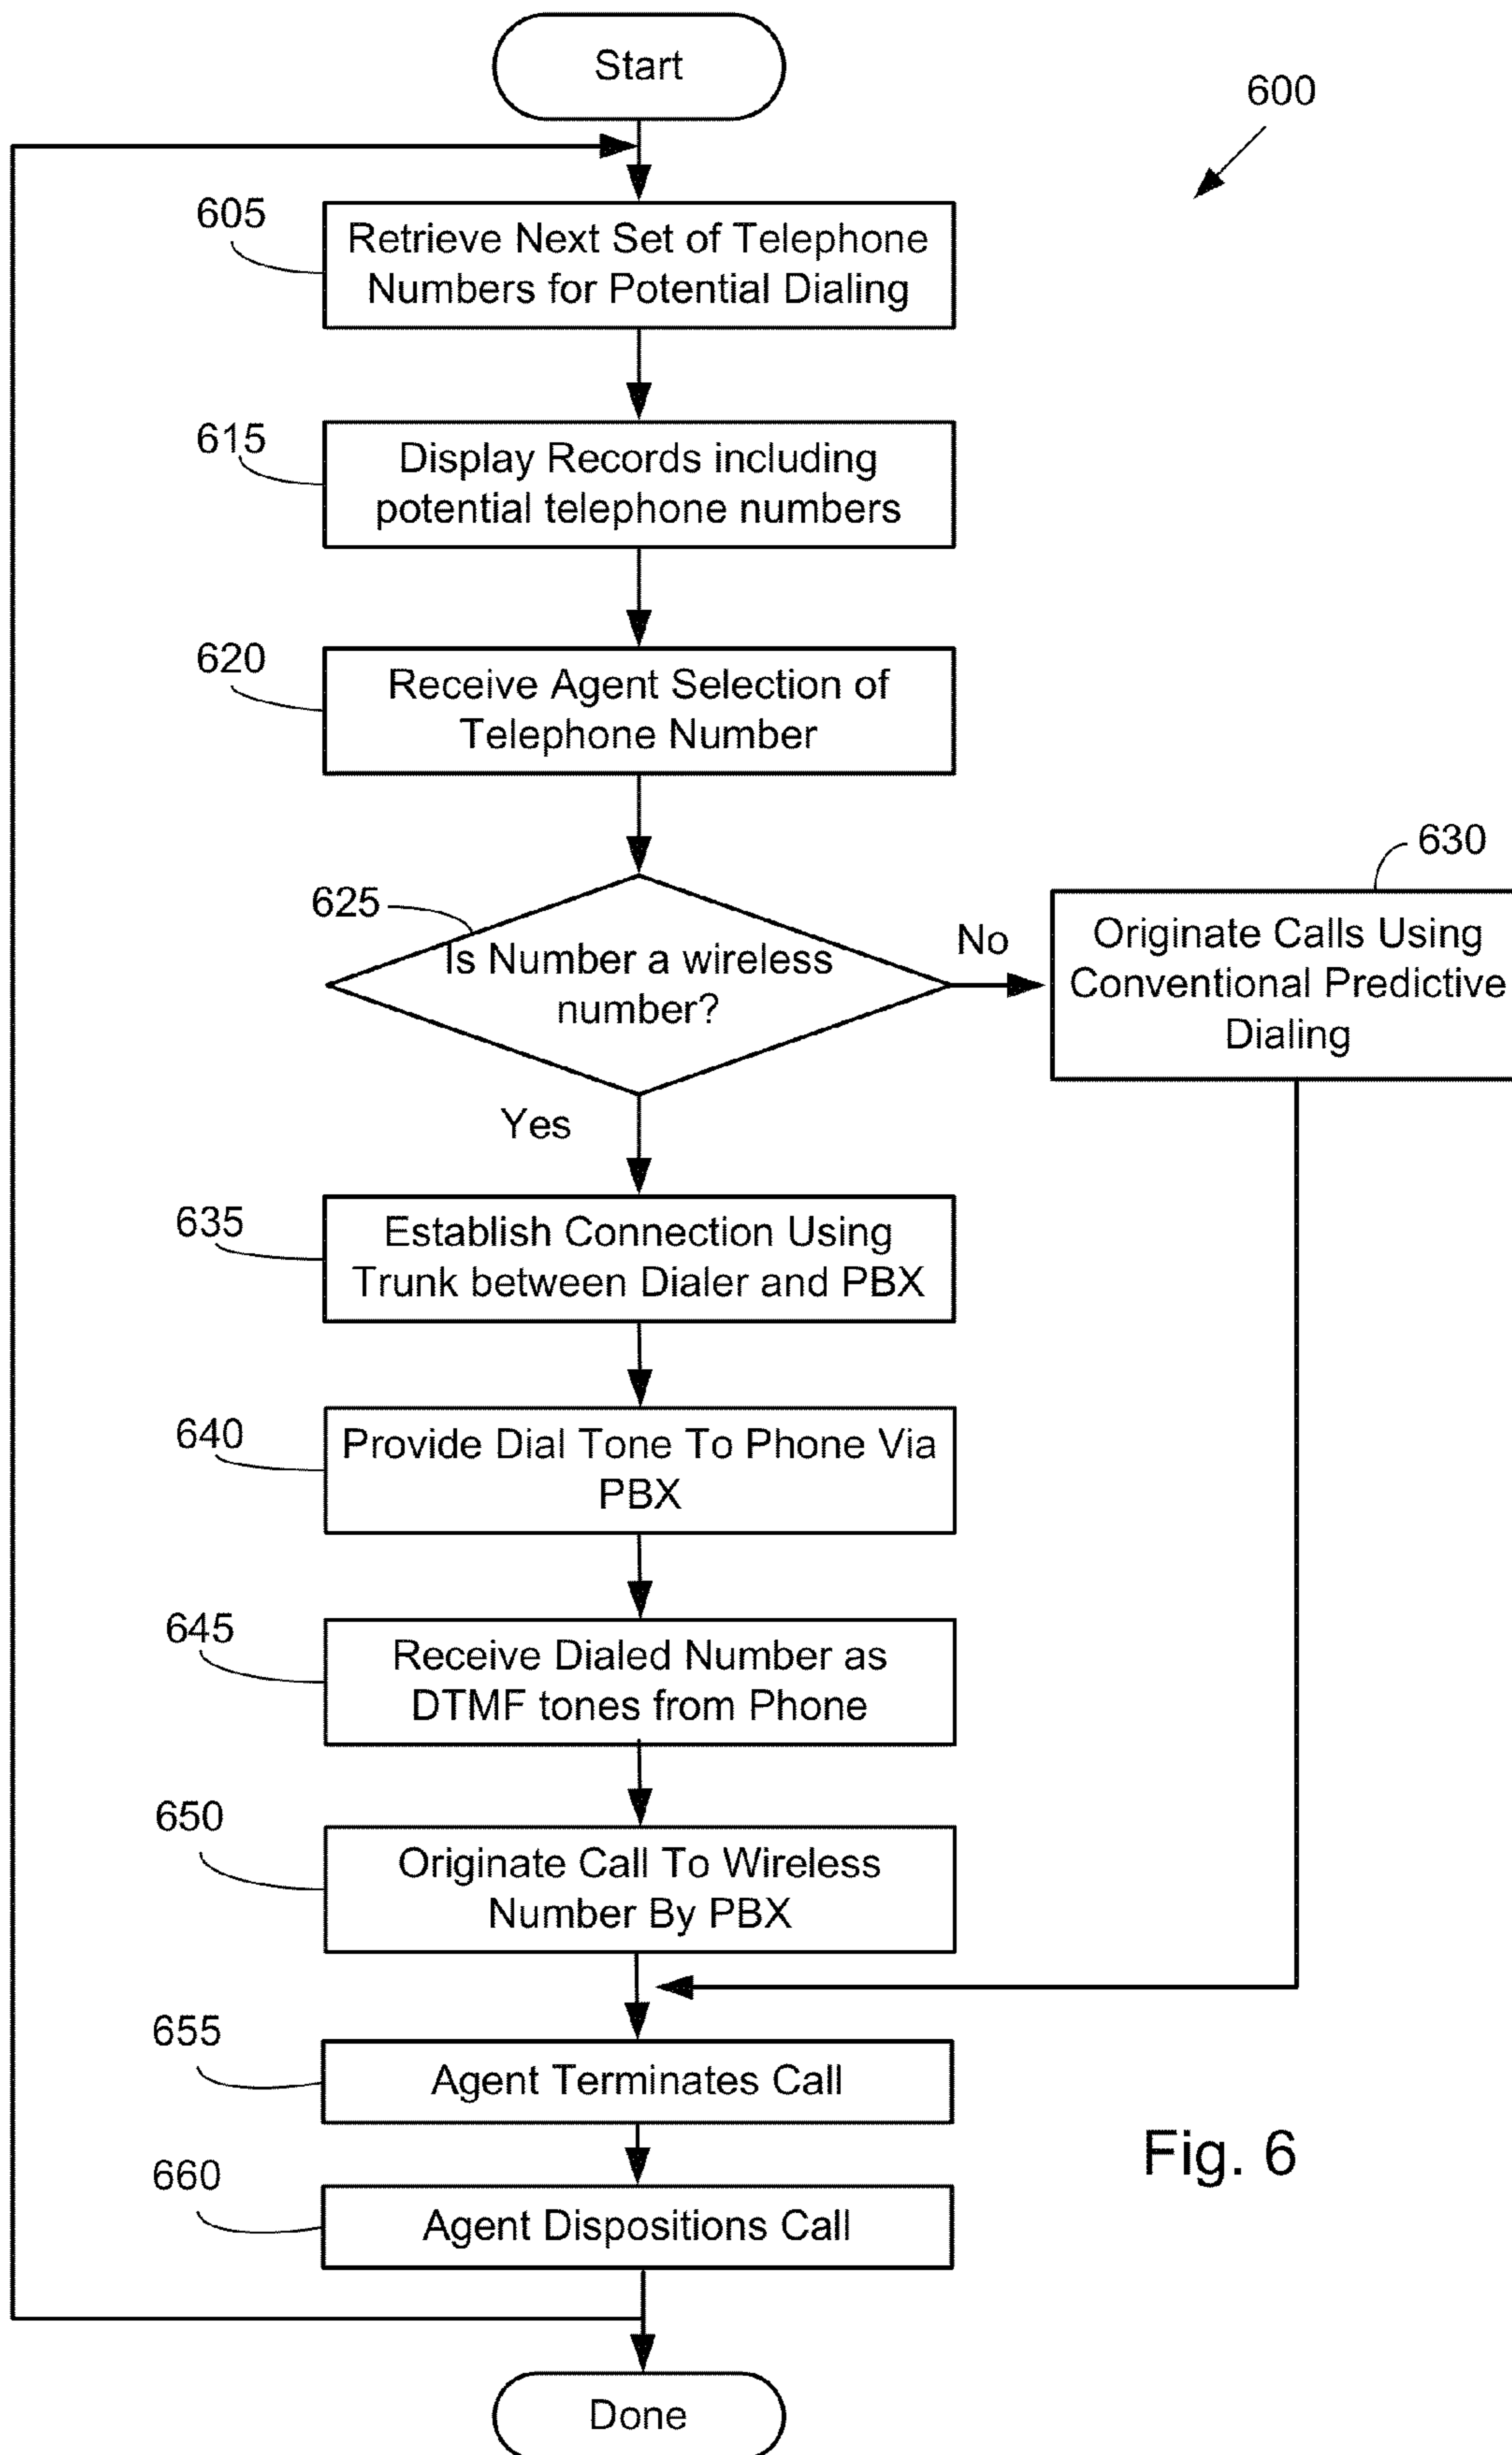 Start
600
605
Retrieve Next Set of Telephone
Numbers for Potential Dialing
615
Display Records including
potential telephone numbers
620
Receive Agent Selection of
Telephone Number
625
Is Number a wireless
number?
No
630
Originate Calls Using
Conventional Predictive
Dialing
Yes
635
Establish Connection Using
Trunk between Dialer and PBX
640
Provide Dial Tone To Phone Via
PBX
645
Receive Dialed Number as
DTMF tones from Phone
650
Originate Call To Wireless
Number By PBX
655
Agent Terminates Call
660
Agent Dispositions Call
Fig. 6
Done